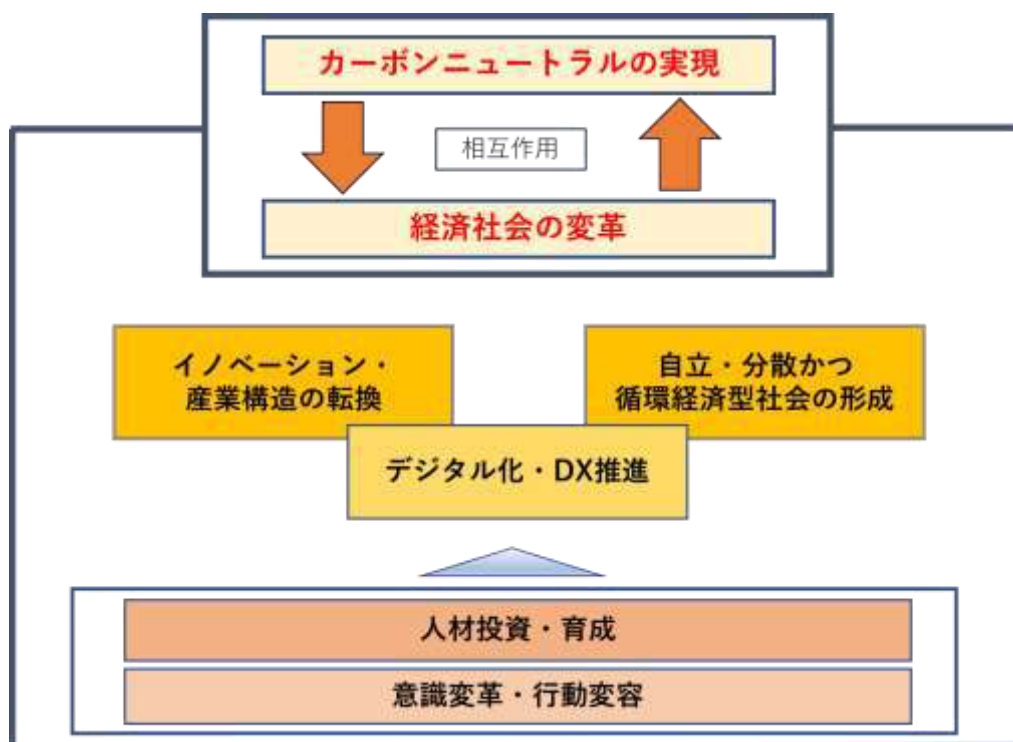 カーボンニュートラルの実現
相互作用
経済社会の変革
イノベーション・
産業構造の転換
自立・分散かつ
循環経済型社会の形成
デジタル化・DX推進
人材投資・育成
意識変革・行動変容